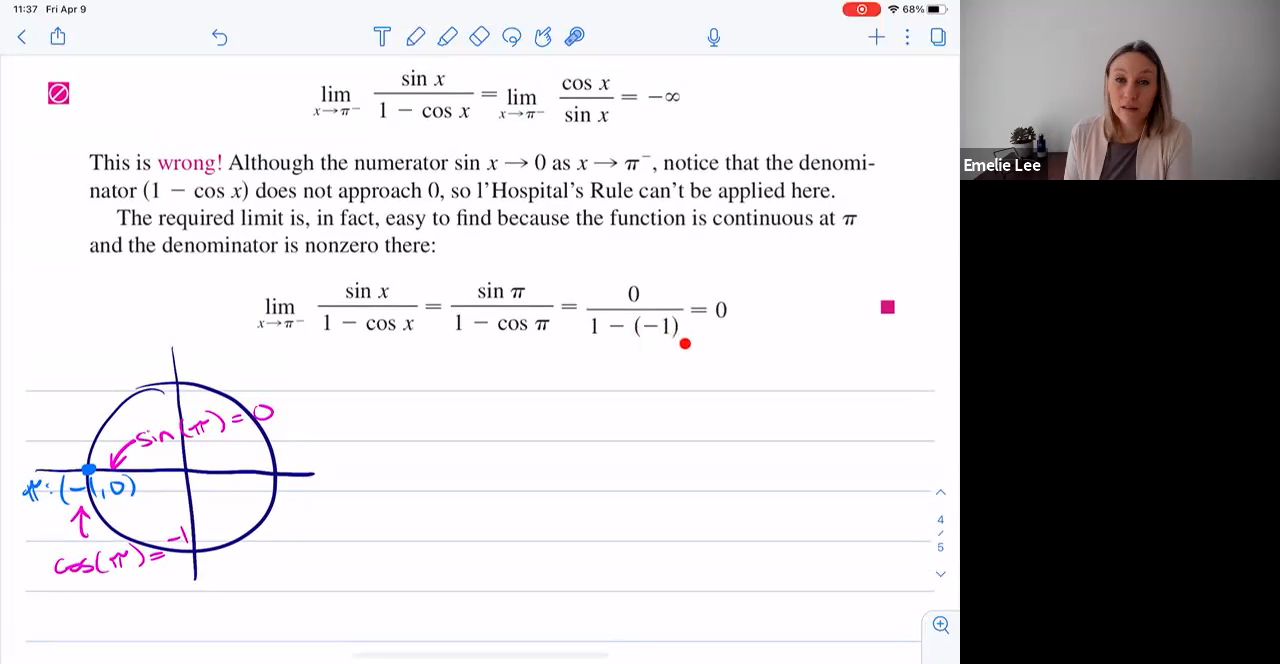 11:37 Fri Apr 9
68%
lim x→π⁻ sin x / 1 − cos x = lim x→π⁻ cos x / sin x = −∞
This is wrong! Although the numerator sin x → 0 as x → π⁻, notice that the denomi-
nator (1 − cos x) does not approach 0, so l'Hospital's Rule can't be applied here.
The required limit is, in fact, easy to find because the function is continuous at π
and the denominator is nonzero there:
lim x→π⁻ sin x / 1 − cos x = sin π / 1 − cos π = 0 / 1 − (−1) = 0
sin(π) = 0
π: (−1,0)
cos(π) = −1
4
/
5
Emelie Lee